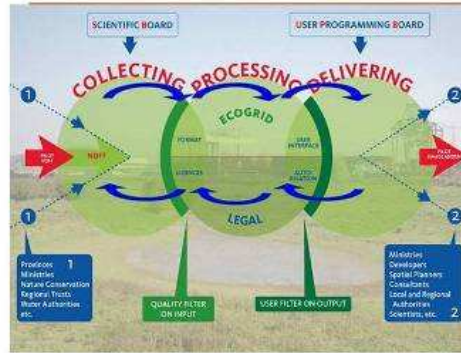 SCIENTIFIC BOARD
USER PROGRAMMING BOARD
COLLECTING PROCESSING DELIVERING
1
2
ECOGRID
FORMAT
USER
INTERFACE
PILOT
NDFF
LICENCES
LEGAL
1
2
Provinces 1
Ministries
Nature Conservation
Regional Trusts
Water Authorities
etc.
QUALITY FILTER
ON INPUT
USER FILTER ON-OUTPUT
Ministries
Developers
Spatial Planners
Consultants
Local and Regional
Authorities
Scientists, etc.
2